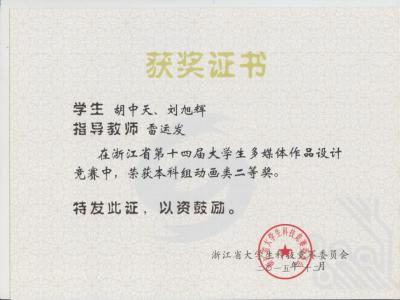 获奖证书
学生 胡中天、刘旭辉
指导教师 雷运发
在浙江省第十四届大学生多媒体作品设计
竞赛中，荣获本科组动画类二等奖。
特发此证，以资鼓励。
浙江省大学生科技竞赛委员会
二〇一五年十二月